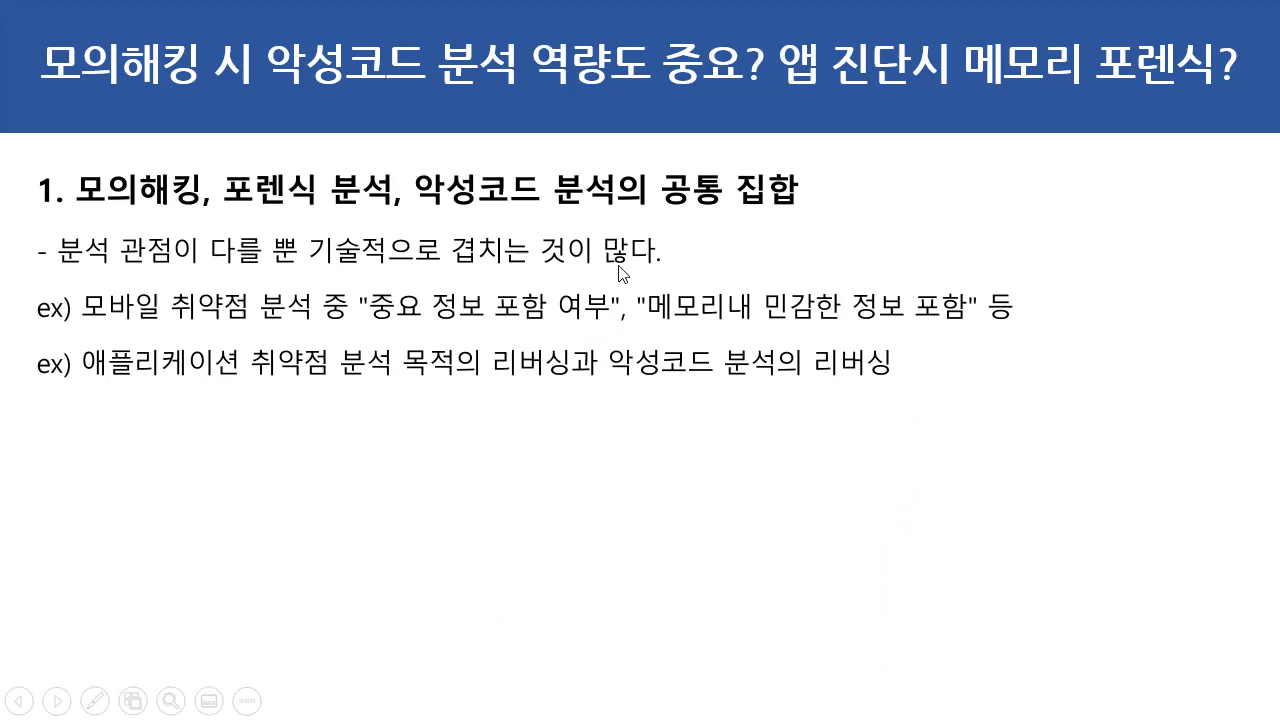 모의해킹 시 악성코드 분석 역량도 중요? 앱 진단시 메모리 포렌식?
1. 모의해킹, 포렌식 분석, 악성코드 분석의 공통 집합
- 분석 관점이 다를 뿐 기술적으로 겹치는 것이 많다.
ex) 모바일 취약점 분석 중 "중요 정보 포함 여부", "메모리내 민감한 정보 포함" 등
ex) 애플리케이션 취약점 분석 목적의 리버싱과 악성코드 분석의 리버싱